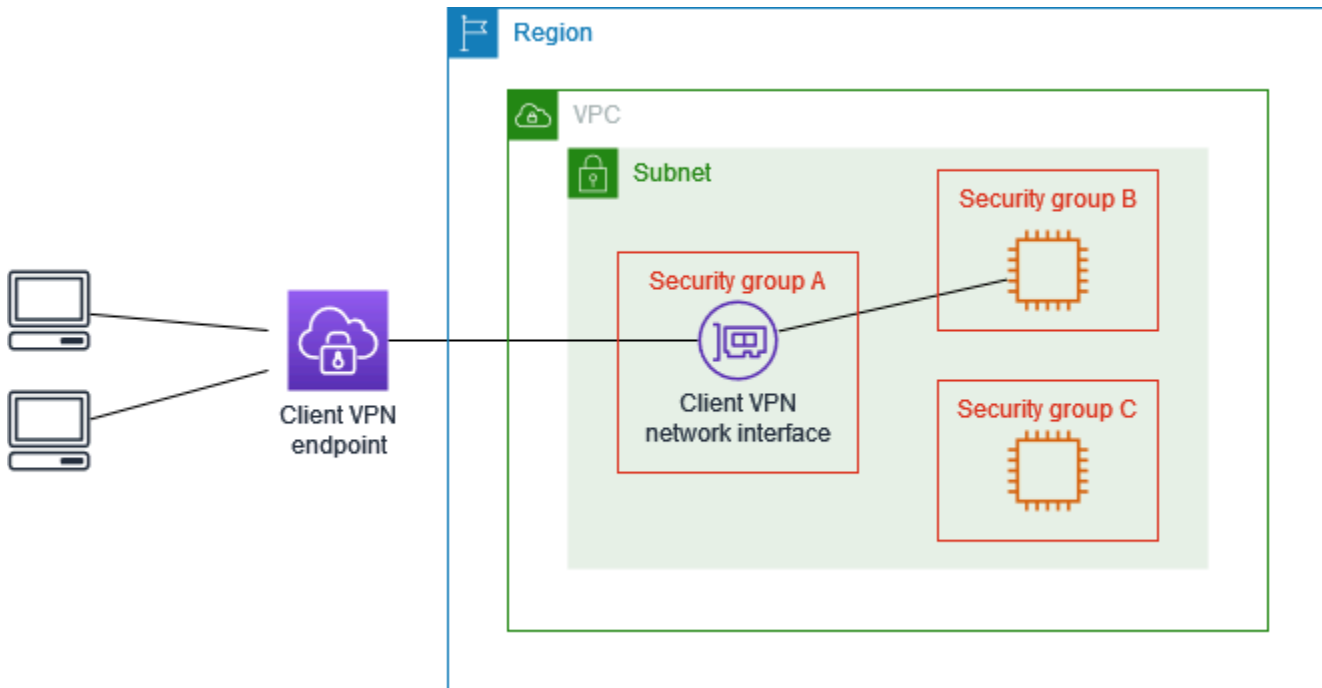 Region
VPC
Subnet
Security group B
Security group A
Client VPN
network interface
Client VPN
endpoint
Security group C